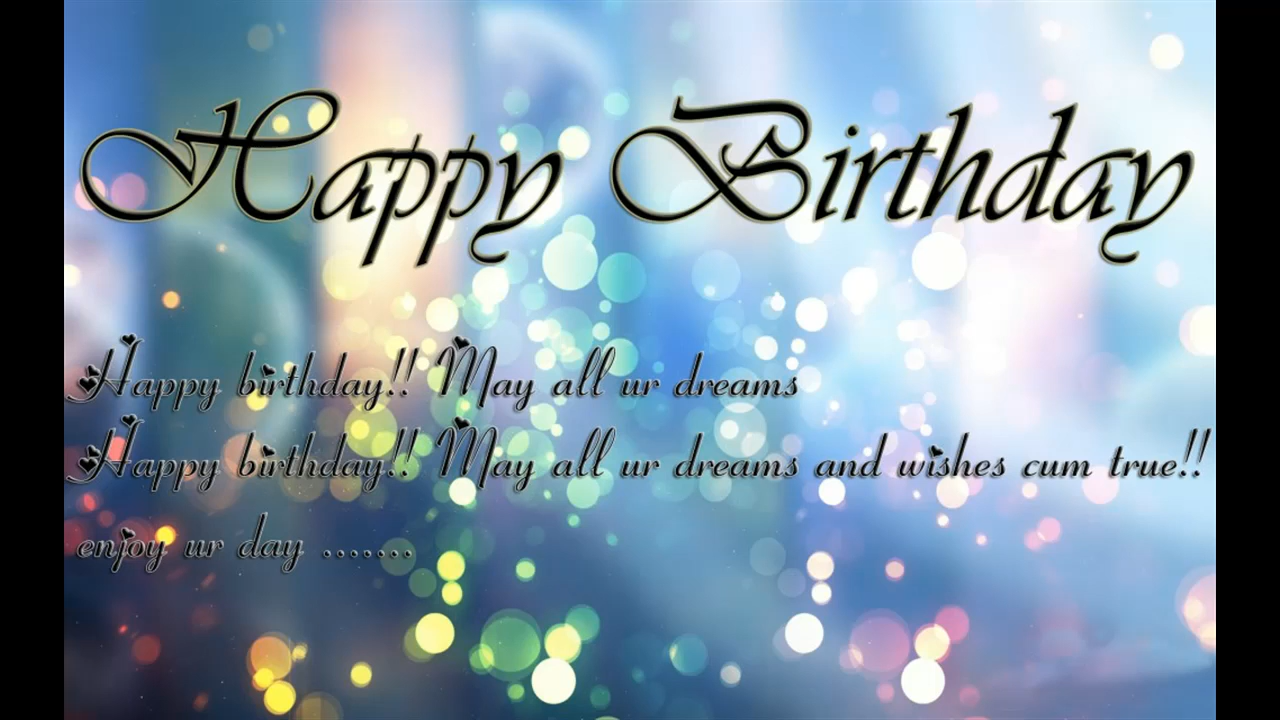 Happy Birthday
Happy birthday!! May all ur dreams
Happy birthday!! May all ur dreams and wishes cum true!!
enjoy ur day .......